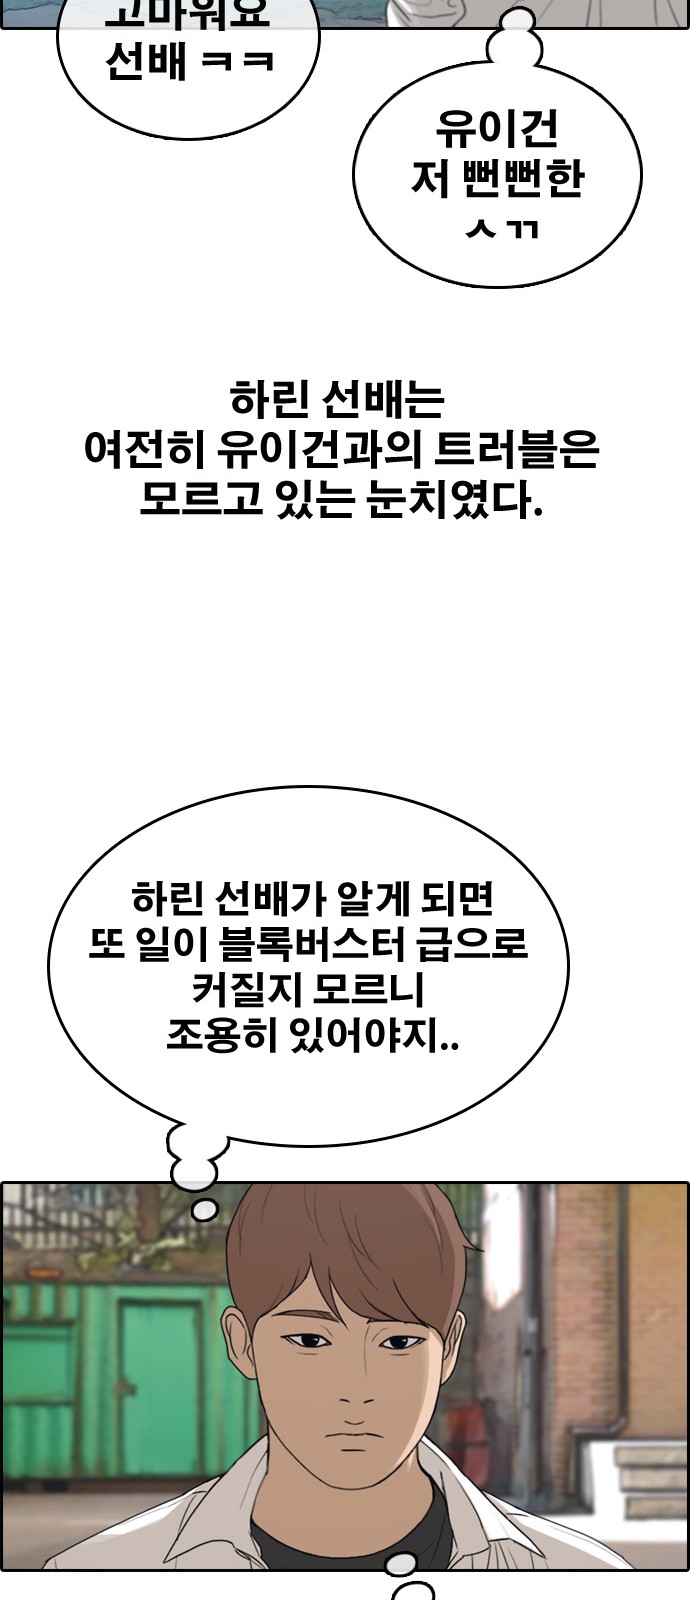 고마워요
선배 ㅋㅋ
유이건
저 뻔뻔한
ㅅㄲ
하린 선배는
여전히 유이건과의 트러블은
모르고 있는 눈치였다.
하린 선배가 알게 되면
또 일이 블록버스터 급으로
커질지 모르니
조용히 있어야지..